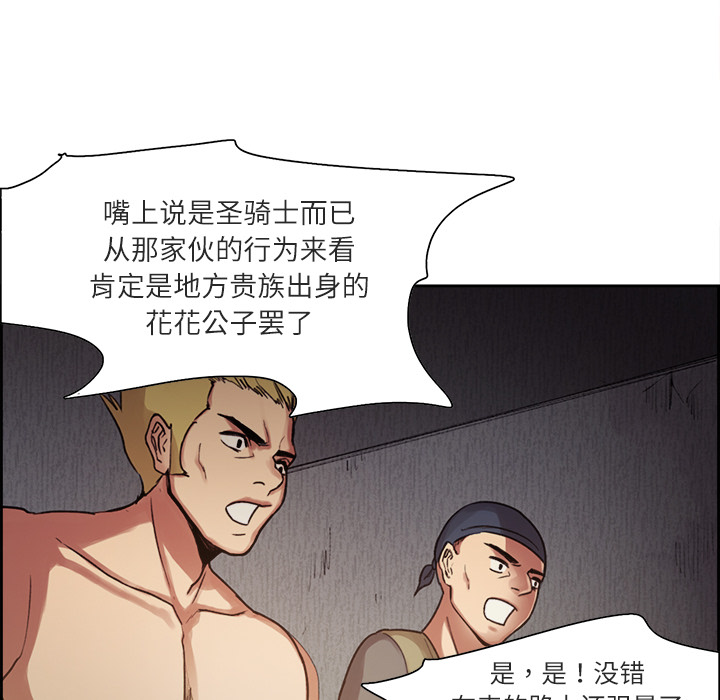 嘴上说是圣骑士而已
从那家伙的行为来看
肯定是地方贵族出身的
花花公子罢了
是，是！没错